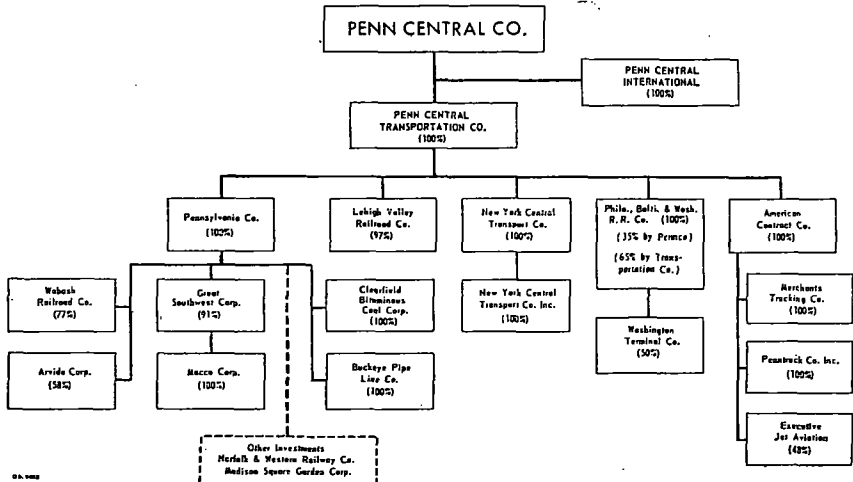 PENN CENTRAL CO.
PENN CENTRAL
INTERNATIONAL
(100%)
PENN CENTRAL
TRANSPORTATION CO.
(100%)
Pennsylvania Co.
(100%)
Lehigh Valley
Railroad Co.
(97%)
New York Central
Transport Co.
(100%)
Phila., Balti. & Wash.
R. R. Co. (100%)
(35% by Pennco)
(65% by Trans-
portation Co.)
American
Contract Co.
(100%)
Wabash
Railroad Co.
(77%)
Great
Southwest Corp.
(91%)
Clearfield
Bituminous
Coal Corp.
(100%)
New York Central
Transport Co. Inc.
(100%)
Merchants
Trucking Co.
(100%)
Washington
Terminal Co.
(50%)
Arvida Corp.
(58%)
Macco Corp.
(100%)
Buckeye Pipe
Line Co.
(100%)
Penntruck Co. Inc.
(100%)
Executive
Jet Aviation
Other Investments
Norfolk & Western Railway Co.
Madison Square Garden Corp.